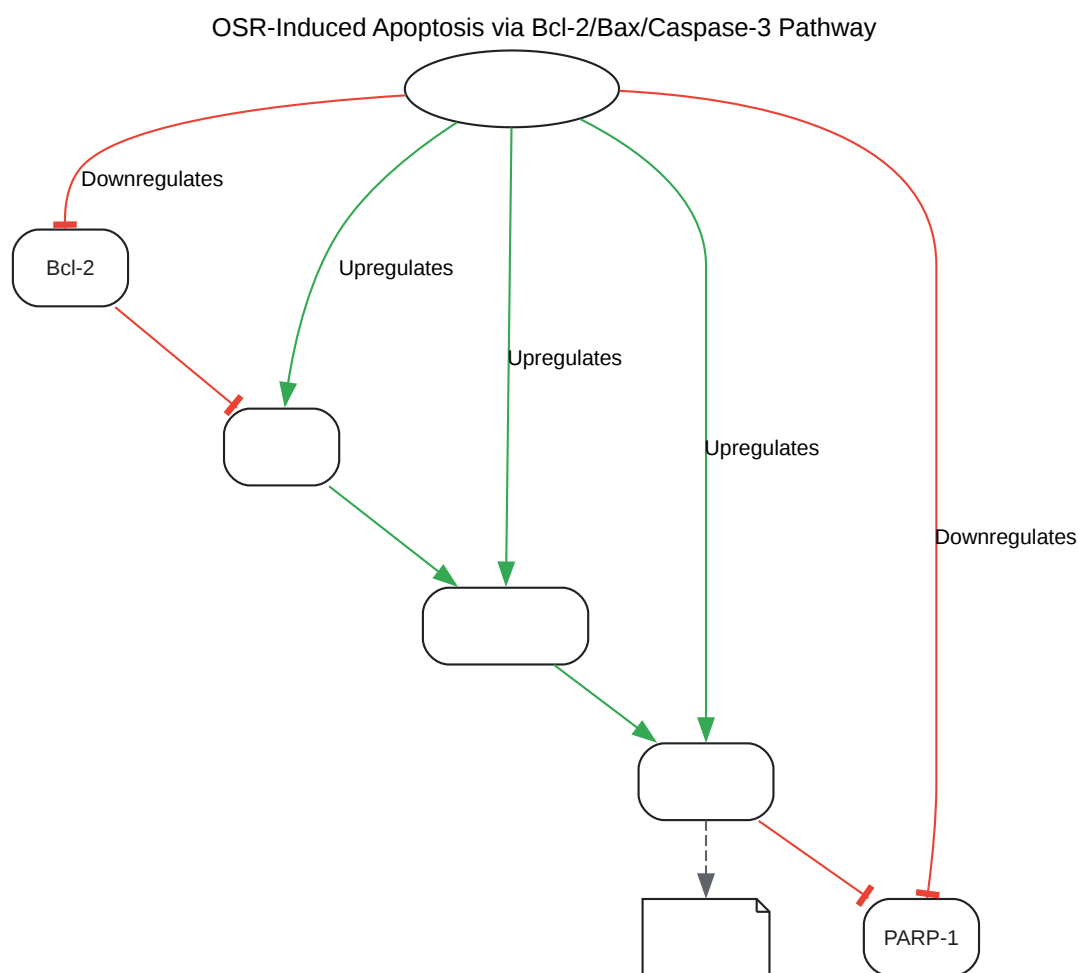 OSR-Induced Apoptosis via Bcl-2/Bax/Caspase-3 Pathway
Downregulates
Bcl-2
Upregulates
Upregulates
Upregulates
Downregulates
PARP-1